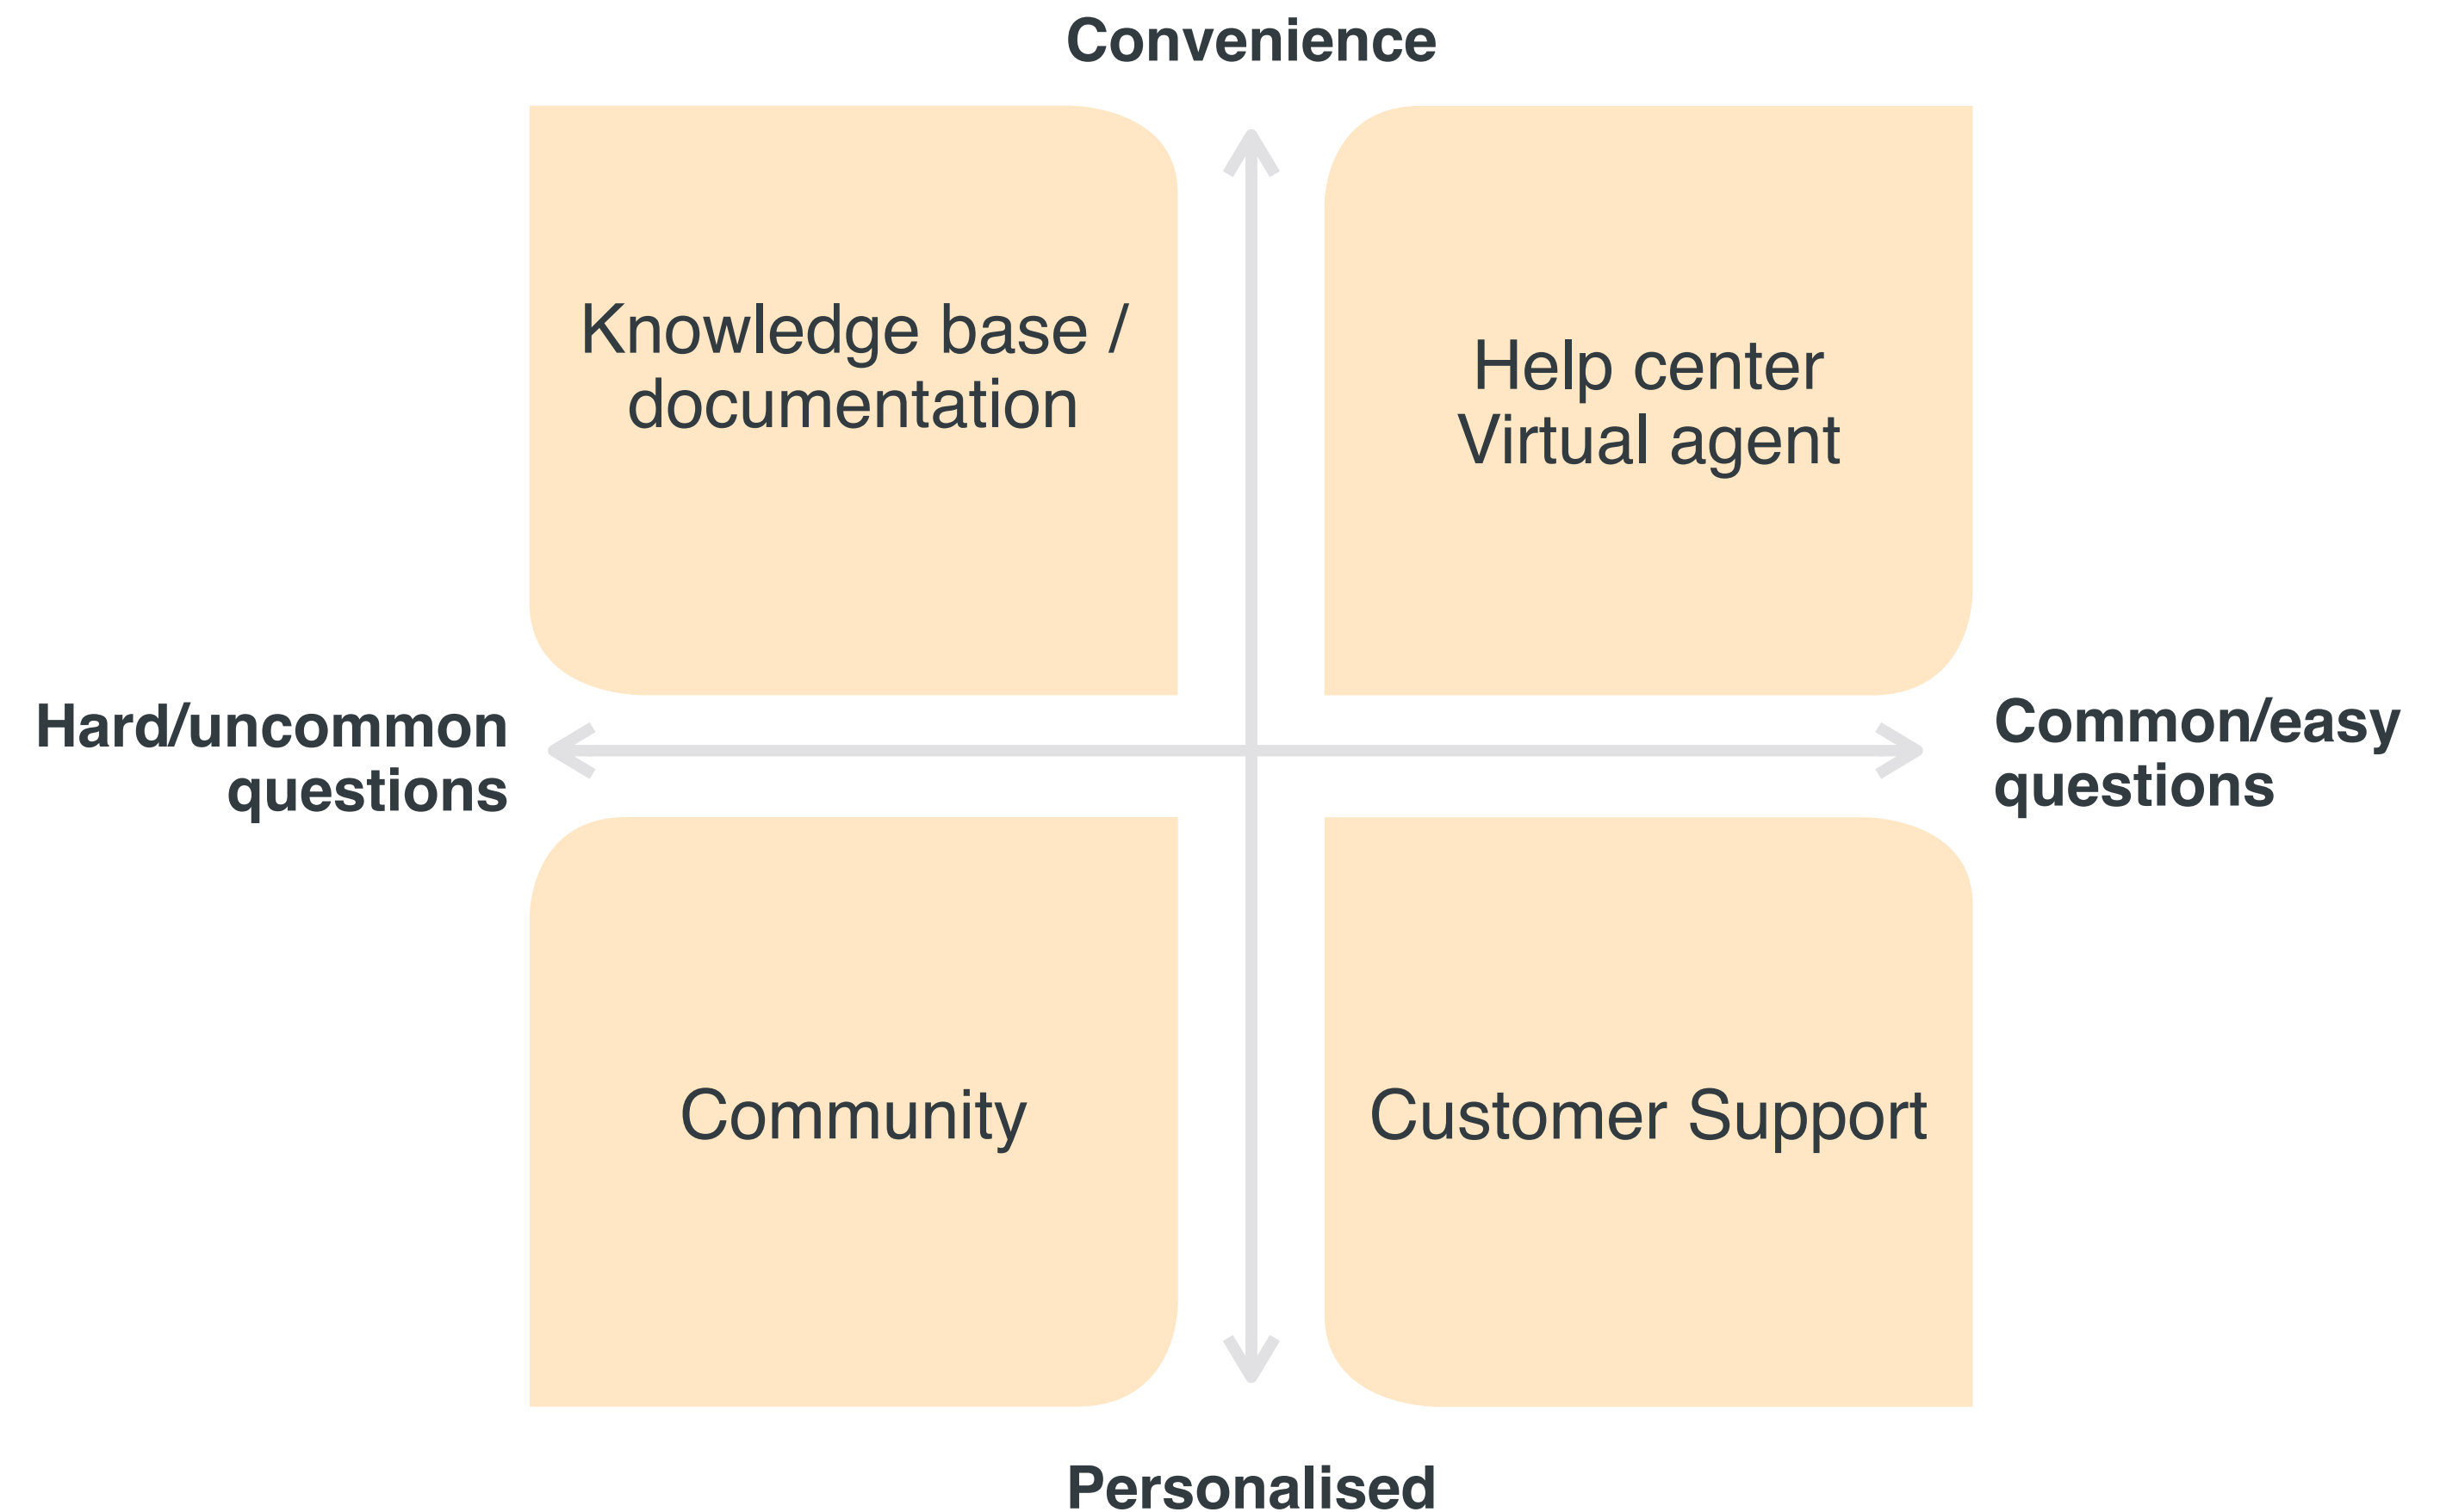 Convenience
Knowledge base /
documentation
Help center
Virtual agent
Hard/uncommon
questions
Common/easy
questions
Community
Customer Support
Personalised